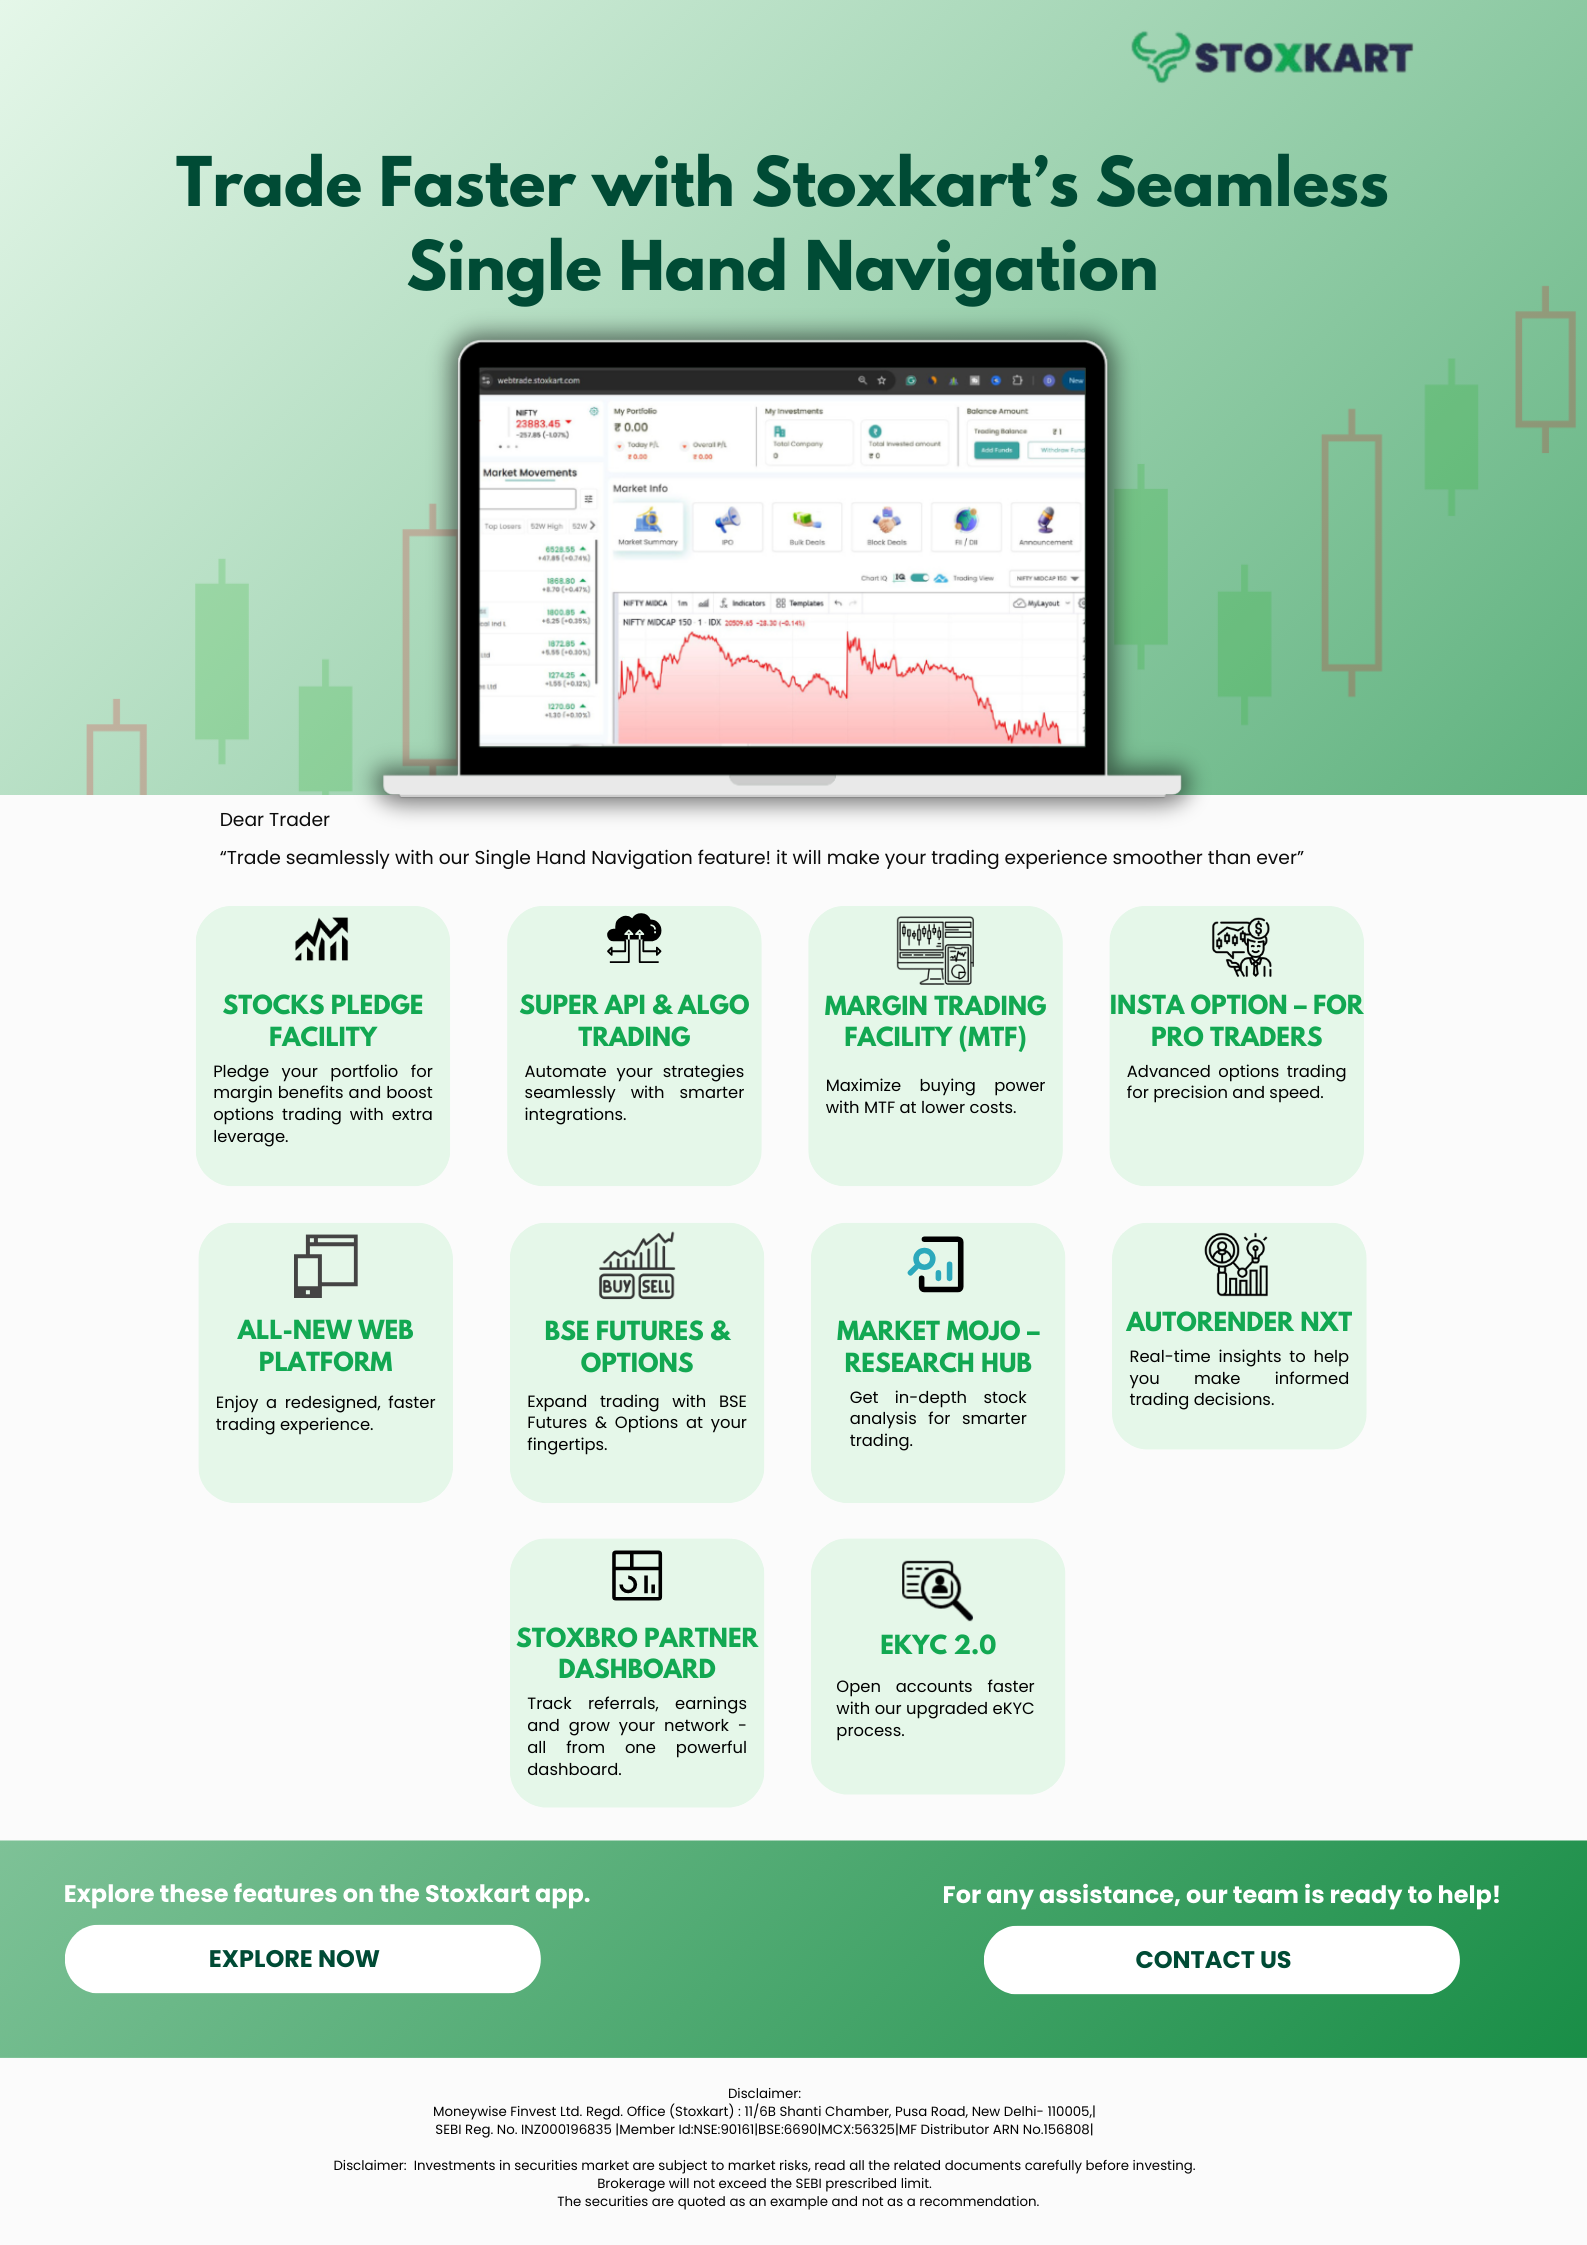 STOXKART
Trade Faster with Stoxkart's Seamless
Single Hand Navigation
webtrade.stoxkart.com
New
NIFTY
23883.45
-257.85 (-1.07%)
My Portfolio
₹ 0.00
Today P/L
₹ 0.00
Overall P/L
₹ 0.00
My Investments
Total Company
0
Total Invested amount
₹ 0
Balance Amount
Trading Balance ₹ 1
Add Funds
Market Movements
Top Losers 52W High 52W
6528.55
+47.85 (+0.74%)
1868.80
+8.70 (+0.47%)
1800.85
+6.25 (+0.35%)
1872.95
+5.55 (+0.30%)
1274.25
+1.55 (+0.12%)
1270.90
+1.30 (+0.10%)
Market Info
Market Summary
IPO
Bulk Deals
Block Deals
FII / DII
Announcement
Chart IQ IQ Trading View
NIFTY MIDCAP 150
NIFTY MIDCA 1m Indicators Templates MyLayout
NIFTY MIDCAP 150 · 1 · IDX 20509.65 -28.30 (-0.14%)
Dear Trader
“Trade seamlessly with our Single Hand Navigation feature! it will make your trading experience smoother than ever”
STOCKS PLEDGE
FACILITY
Pledge your portfolio for
margin benefits and boost
options trading with extra
leverage.
SUPER API & ALGO
TRADING
Automate your strategies
seamlessly with smarter
integrations.
MARGIN TRADING
FACILITY (MTF)
Maximize buying power
with MTF at lower costs.
INSTA OPTION – FOR
PRO TRADERS
Advanced options trading
for precision and speed.
ALL-NEW WEB
PLATFORM
Enjoy a redesigned, faster
trading experience.
BUY SELL
BSE FUTURES &
OPTIONS
Expand trading with BSE
Futures & Options at your
fingertips.
MARKET MOJO –
RESEARCH HUB
Get in-depth stock
analysis for smarter
trading.
AUTORENDER NXT
Real-time insights to help
you make informed
trading decisions.
STOXBRO PARTNER
DASHBOARD
Track referrals, earnings
and grow your network -
all from one powerful
dashboard.
EKYC 2.0
Open accounts faster
with our upgraded eKYC
process.
Explore these features on the Stoxkart app.
EXPLORE NOW
For any assistance, our team is ready to help!
CONTACT US
Disclaimer:
Moneywise Finvest Ltd. Regd. Office (Stoxkart) : 11/6B Shanti Chamber, Pusa Road, New Delhi- 110005,|
SEBI Reg. No. INZ000196835 |Member Id:NSE:90161|BSE:6690|MCX:56325|MF Distributor ARN No.156808|
Disclaimer: Investments in securities market are subject to market risks, read all the related documents carefully before investing.
Brokerage will not exceed the SEBI prescribed limit.
The securities are quoted as an example and not as a recommendation.